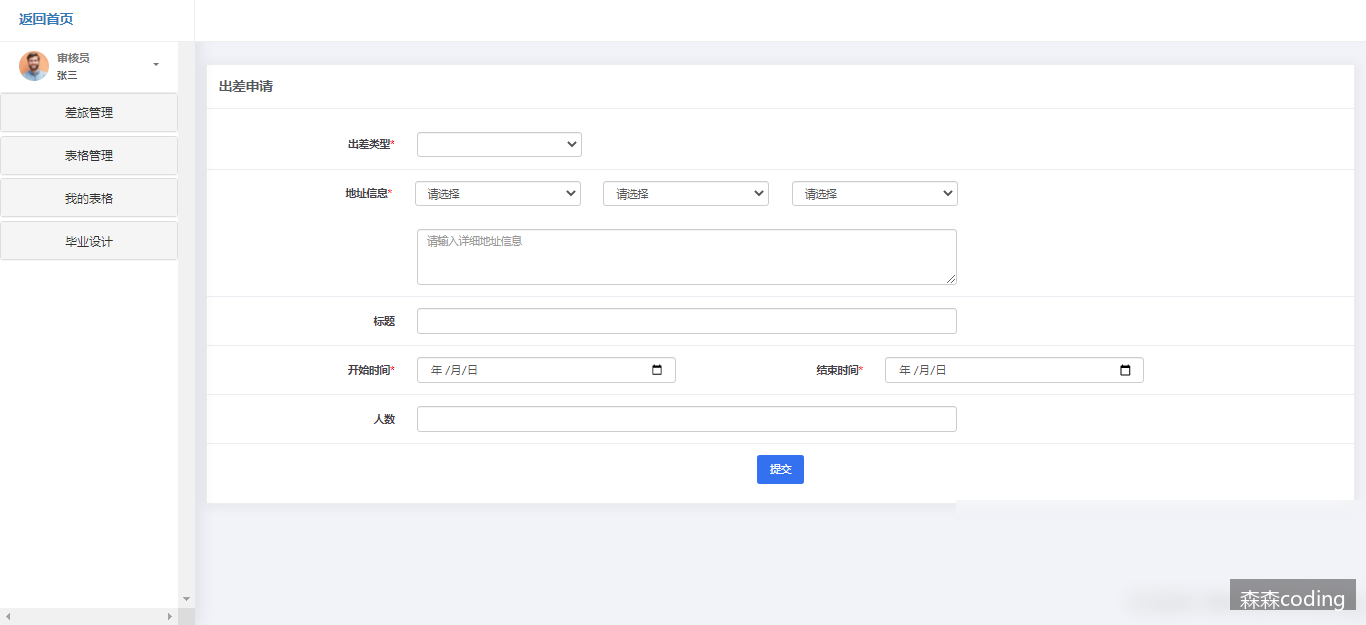 返回首页
审核员
张三
差旅管理
表格管理
我的表格
毕业设计
出差申请
出差类型*
地址信息* 请选择 请选择 请选择
请输入详细地址信息
标题
开始时间* 年 /月/日 结束时间* 年 /月/日
人数
提交
森森coding